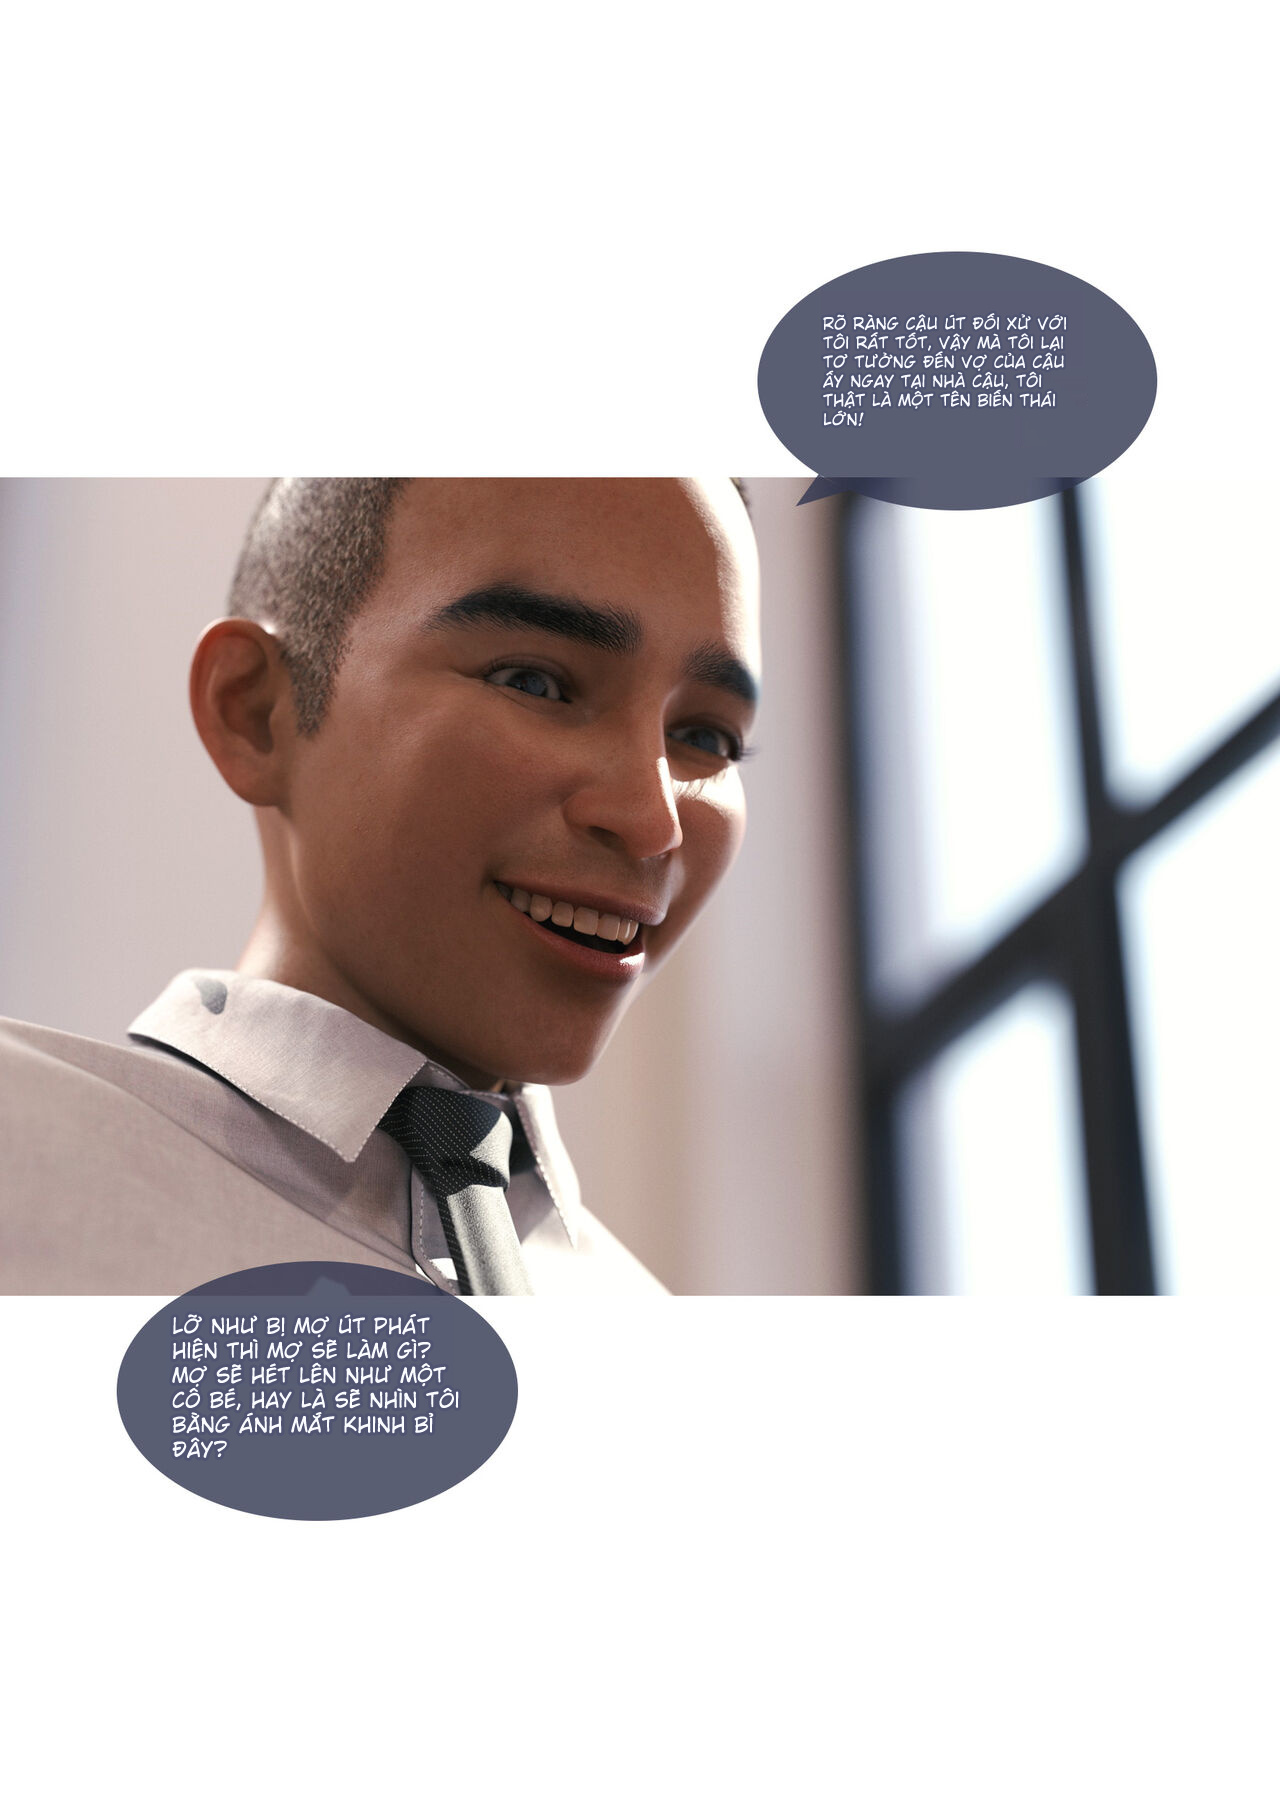 RÕ RÀNG CẬU ÚT ĐỐI XỬ VỚI
TÔI RẤT TỐT, VẬY MÀ TÔI LẠI
TƠ TƯỞNG ĐẾN VỢ CỦA CẬU
ẤY NGAY TẠI NHÀ CẬU, TÔI
THẬT LÀ MỘT TÊN BIẾN THÁI
LỚN!
LỠ NHƯ BỊ MỢ ÚT PHÁT
HIỆN THÌ MỢ SẼ LÀM GÌ?
MỢ SẼ HÉT LÊN NHƯ MỘT
CÔ BÉ, HAY LÀ SẼ NHÌN TÔI
BẰNG ÁNH MẮT KHINH BỈ
ĐÂY?